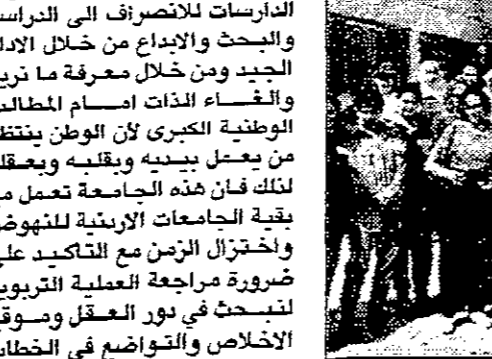 الدارسات للانصراف الى الدراسة
والبحث والابداع من خلال الاداء
الجيد ومن خلال معرفة ما نريد
والغاء الذات امام المطالب
الوطنية الكبرى لأن الوطن ينتظر
من يعمل بيديه وبقلبه وبعقله
لذلك فان هذه الجامعة تعمل مع
بقية الجامعات الاردنية للنهوض
واختزال الزمن مع التاكيد على
ضرورة مراجعة العملية التربوية
لنبحث في دور العقل وموقع
الاخلاص والتواضع في الخطاب